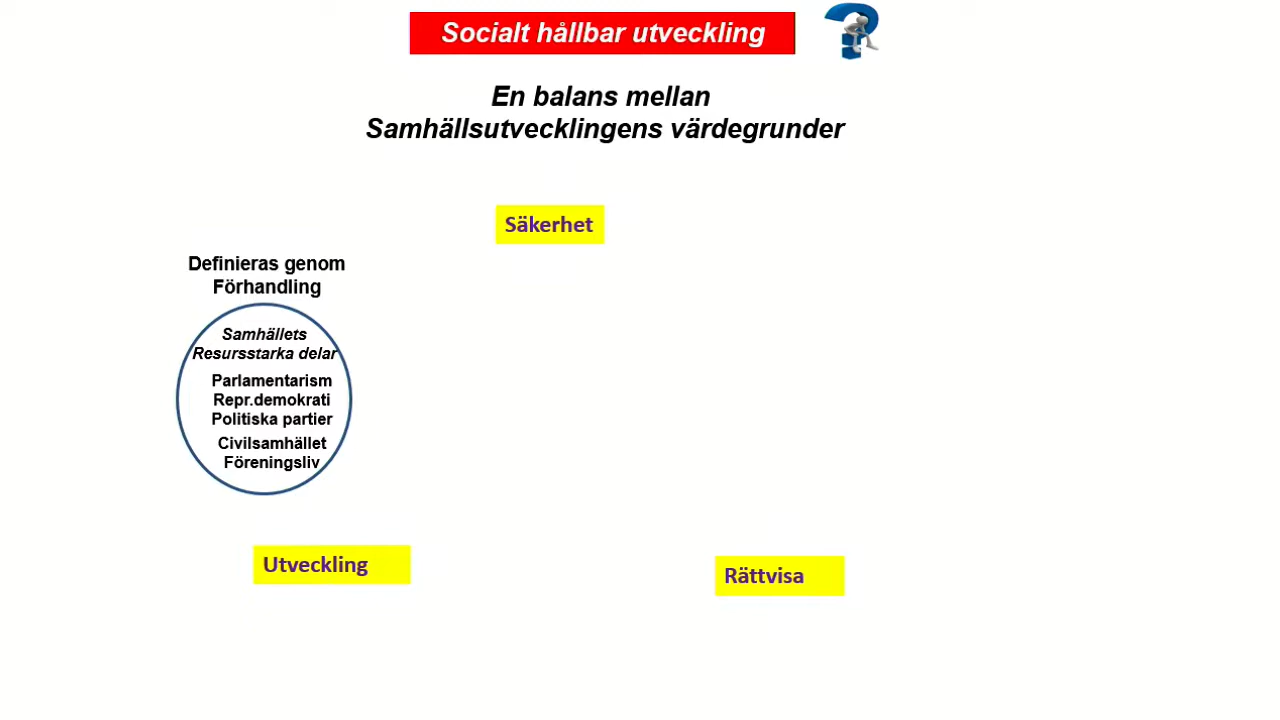 Socialt hållbar utveckling
En balans mellan
Samhällsutvecklingens värdegrunder
Säkerhet
Definieras genom
Förhandling
Samhällets
Resursstarka delar
Parlamentarism
Repr.demokrati
Politiska partier
Civilsamhället
Föreningsliv
Utveckling
Rättvisa